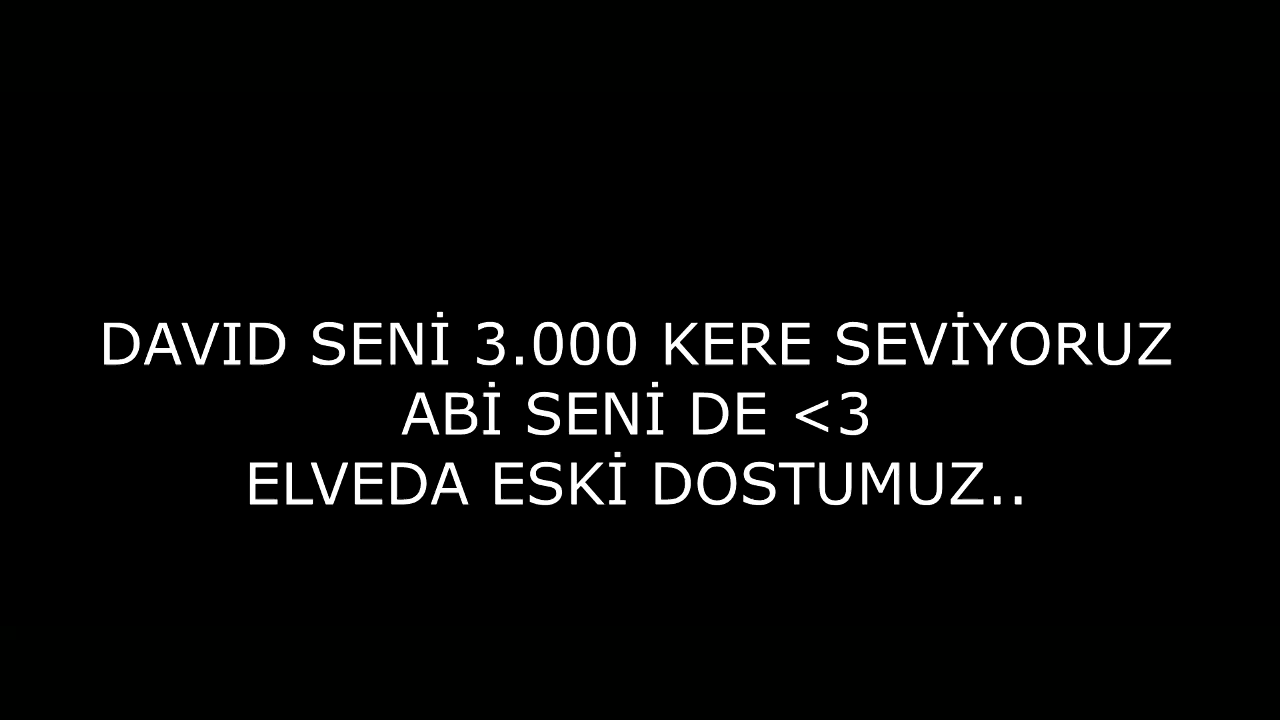 DAVID SENİ 3.000 KERE SEVİYORUZ
ABİ SENİ DE <3
ELVEDA ESKİ DOSTUMUZ..